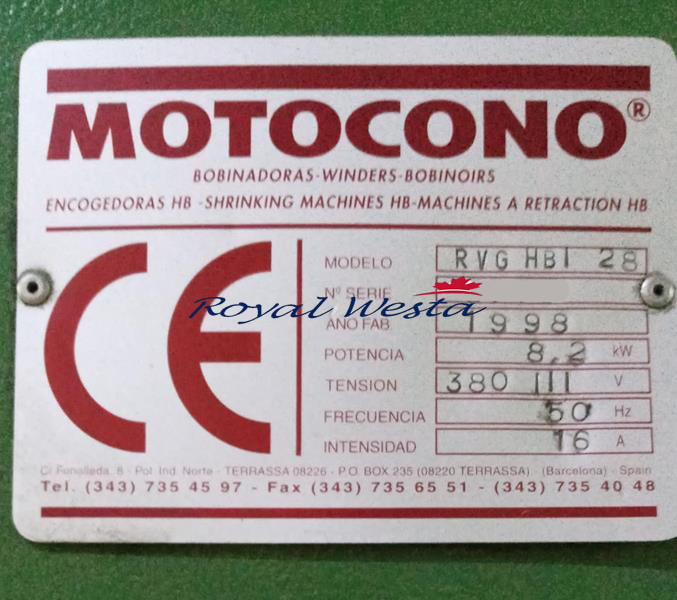 MOTOCONO®
BOBINADORAS-WINDERS-BOBINOIRS
ENCOGEDORAS HB -SHRINKING MACHINES HB-MACHINES A RETRACTION HB
CE
MODELO RVG HBI 28
Nº SERIE
Royal Westa
AÑO FAB. 1998
POTENCIA 8,2 kW
TENSION 380 III V
FRECUENCIA 50 Hz
INTENSIDAD 16 A
C/ 8 - Pol. Ind. Norte - TERRASSA 08226 - P.O. BOX 235 (08220 TERRASSA) - (Barcelona) - Spain
Tel. (343) 735 45 97 - Fax (343) 735 65 51 - (343) 735 40 48